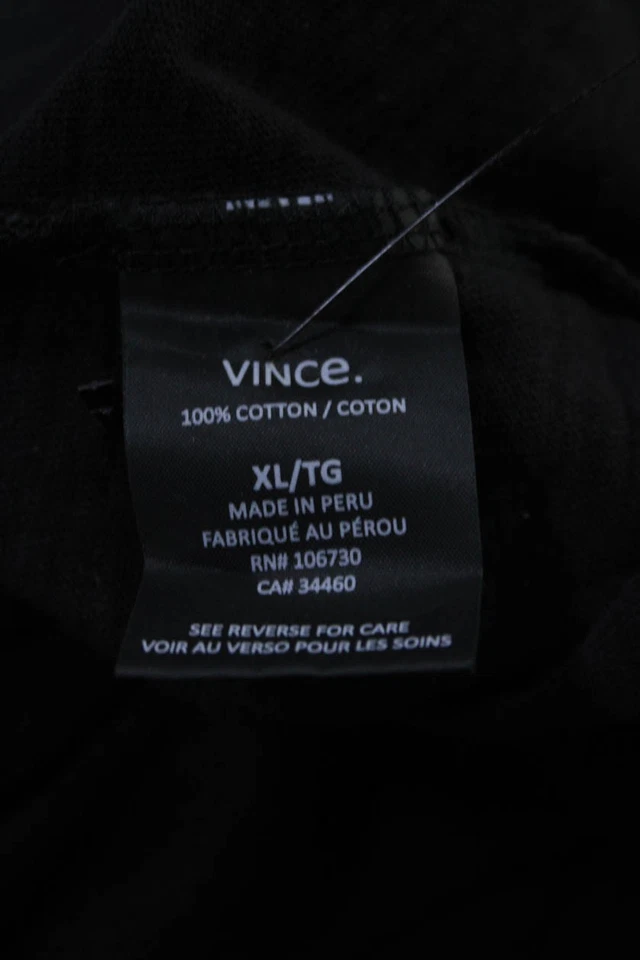 VINCe.
100% COTTON / COTON
XL/TG
MADE IN PERU
FABRIQUÉ AU PÉROU
RN# 106730
CA# 34460
SEE REVERSE FOR CARE
VOIR AU VERSO POUR LES SOINS